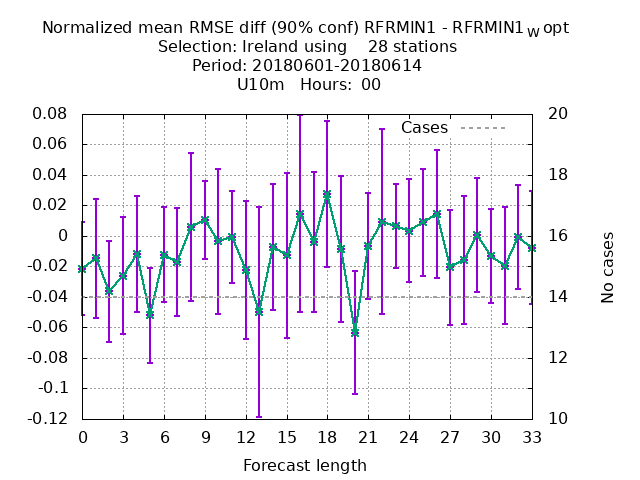 Normalized mean RMSE diff (90% conf) RFRMIN1 - RFRMIN1W opt
Selection: Ireland using    28 stations
Period: 20180601-20180614
U10m   Hours:  00
Cases
0.08
0.06
0.04
0.02
0
-0.02
-0.04
-0.06
-0.08
-0.1
-0.12
20
18
16
14
12
10
No cases
0 3 6 9 12 15 18 21 24 27 30 33
Forecast length